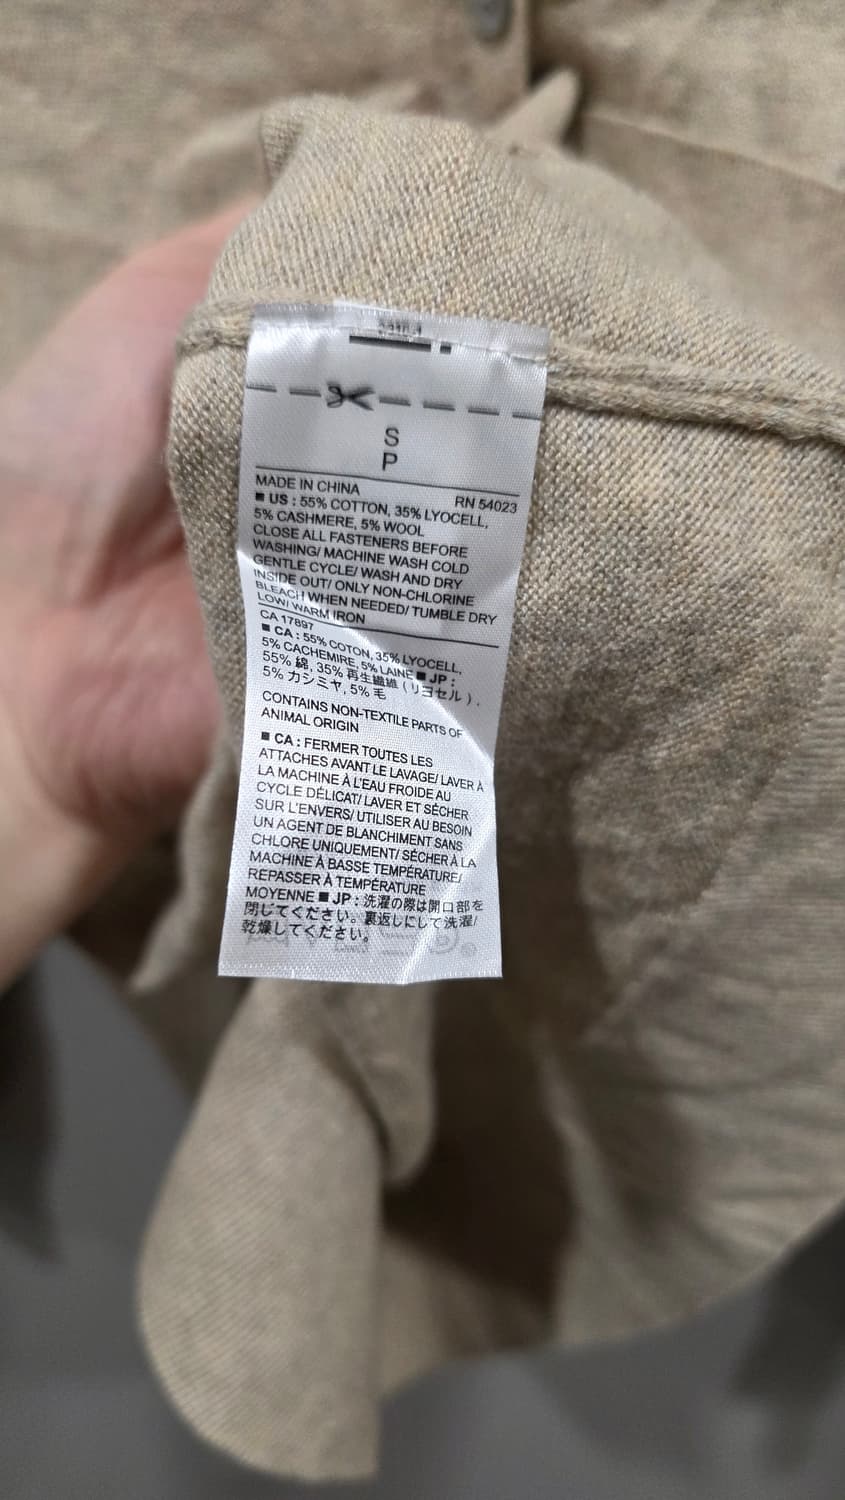 S
P
MADE IN CHINA
RN 54023
■ US : 55% COTTON, 35% LYOCELL,
5% CASHMERE, 5% WOOL
CLOSE ALL FASTENERS BEFORE
WASHING/ MACHINE WASH COLD
GENTLE CYCLE/ WASH AND DRY
INSIDE OUT/ ONLY NON-CHLORINE
BLEACH WHEN NEEDED/ TUMBLE DRY
LOW/ WARM IRON
CA 17897
■ CA : 55% COTON, 35% LYOCELL,
5% CACHEMIRE, 5% LAINE ■ JP :
55% 綿, 35% 再生繊維 ( リヨセル ) ,
5% カシミヤ, 5% 毛
CONTAINS NON-TEXTILE PARTS OF
ANIMAL ORIGIN
■ CA : FERMER TOUTES LES
ATTACHES AVANT LE LAVAGE/ LAVER À
LA MACHINE À L'EAU FROIDE AU
CYCLE DÉLICAT/ LAVER ET SÉCHER
SUR L'ENVERS/ UTILISER AU BESOIN
UN AGENT DE BLANCHIMENT SANS
CHLORE UNIQUEMENT/ SÉCHER À LA
MACHINE À BASSE TEMPÉRATURE/
REPASSER À TEMPÉRATURE
MOYENNE ■ JP : 洗濯の際は開口部を
閉じてください。裏返しにして洗濯/
乾燥してください。